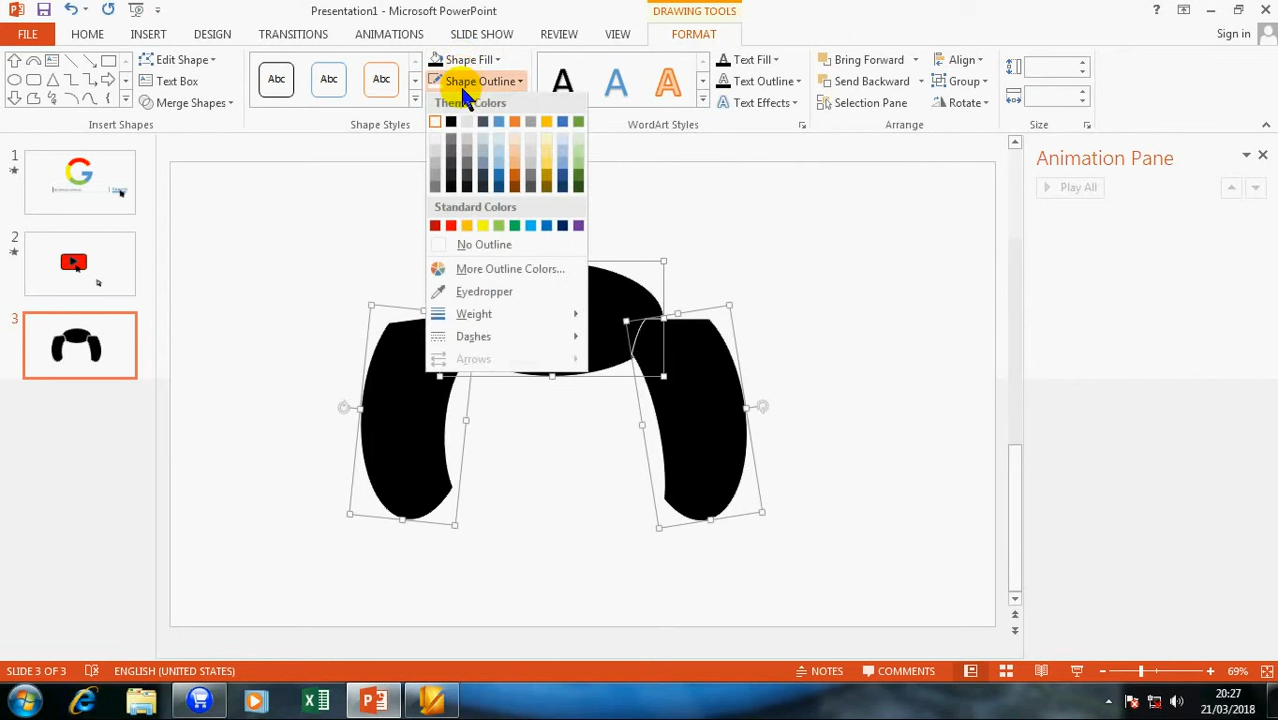 Presentation1 - Microsoft PowerPoint
DRAWING TOOLS
FILE
HOME
INSERT
DESIGN
TRANSITIONS
ANIMATIONS
SLIDE SHOW
REVIEW
VIEW
FORMAT
Sign in
Edit Shape
Text Box
Merge Shapes
Insert Shapes
Abc
Abc
Abc
Shape Styles
Shape Fill
Shape Outline
A
A
A
WordArt Styles
Text Fill
Text Outline
Text Effects
Bring Forward
Send Backward
Selection Pane
Align
Group
Rotate
Arrange
Size
Theme Colors
Standard Colors
No Outline
More Outline Colors...
Eyedropper
Weight
Dashes
Arrows
1
2
3
Animation Pane
Play All
SLIDE 3 OF 3
ENGLISH (UNITED STATES)
NOTES
COMMENTS
69%
20:27
21/03/2018